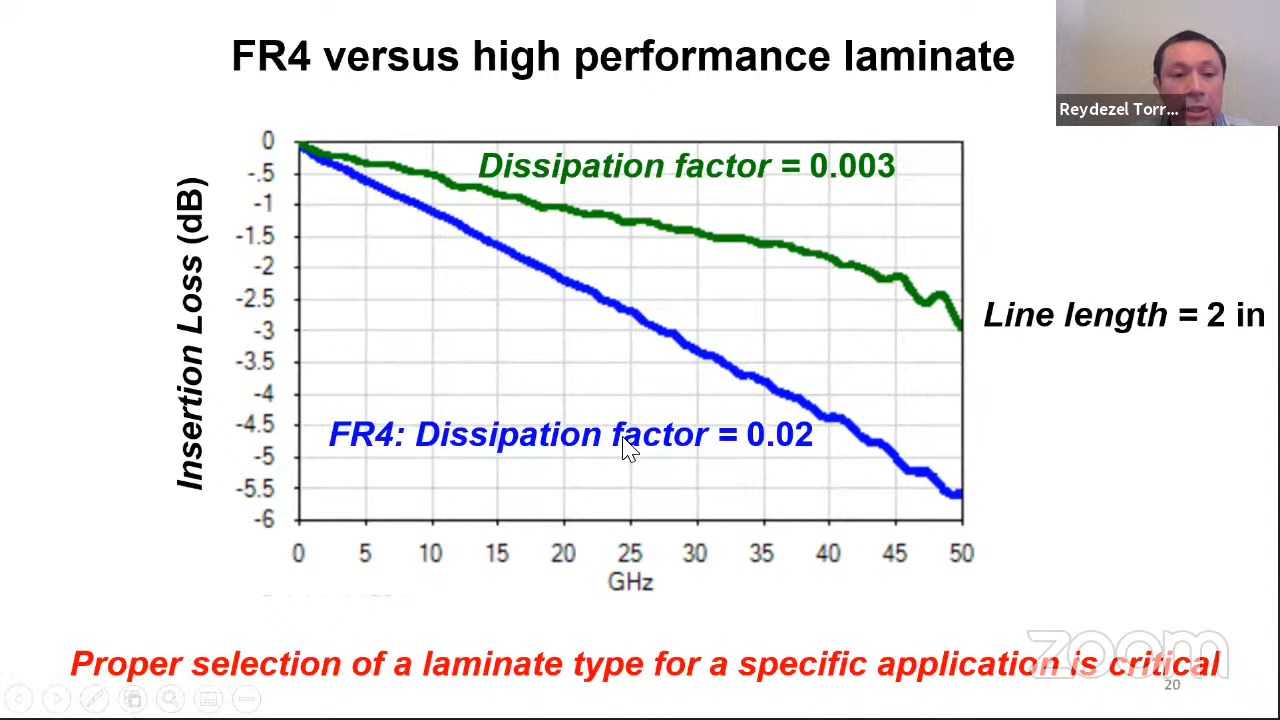 FR4 versus high performance laminate
Reydezel Torr...
0
-.5
-1
-1.5
-2
-2.5
-3
-3.5
-4
-4.5
-5
-5.5
-6
Insertion Loss (dB)
Dissipation factor = 0.003
FR4: Dissipation factor = 0.02
Line length = 2 in
0 5 10 15 20 25 30 35 40 45 50
GHz
zoom
Proper selection of a laminate type for a specific application is critical
20